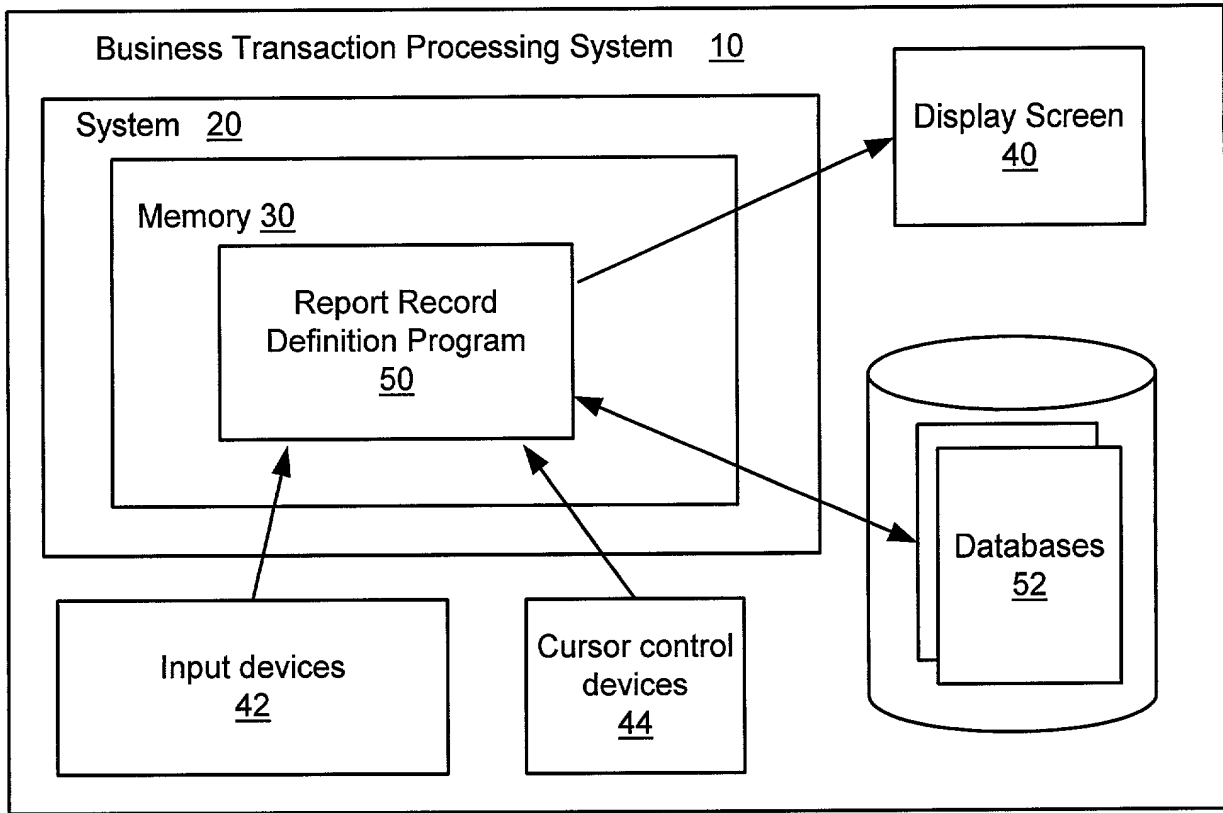 Business Transaction Processing System 10
System 20
Display Screen
40
Memory 30
Report Record
Definition Program
50
Databases
52
Input devices
42
Cursor control
devices
44